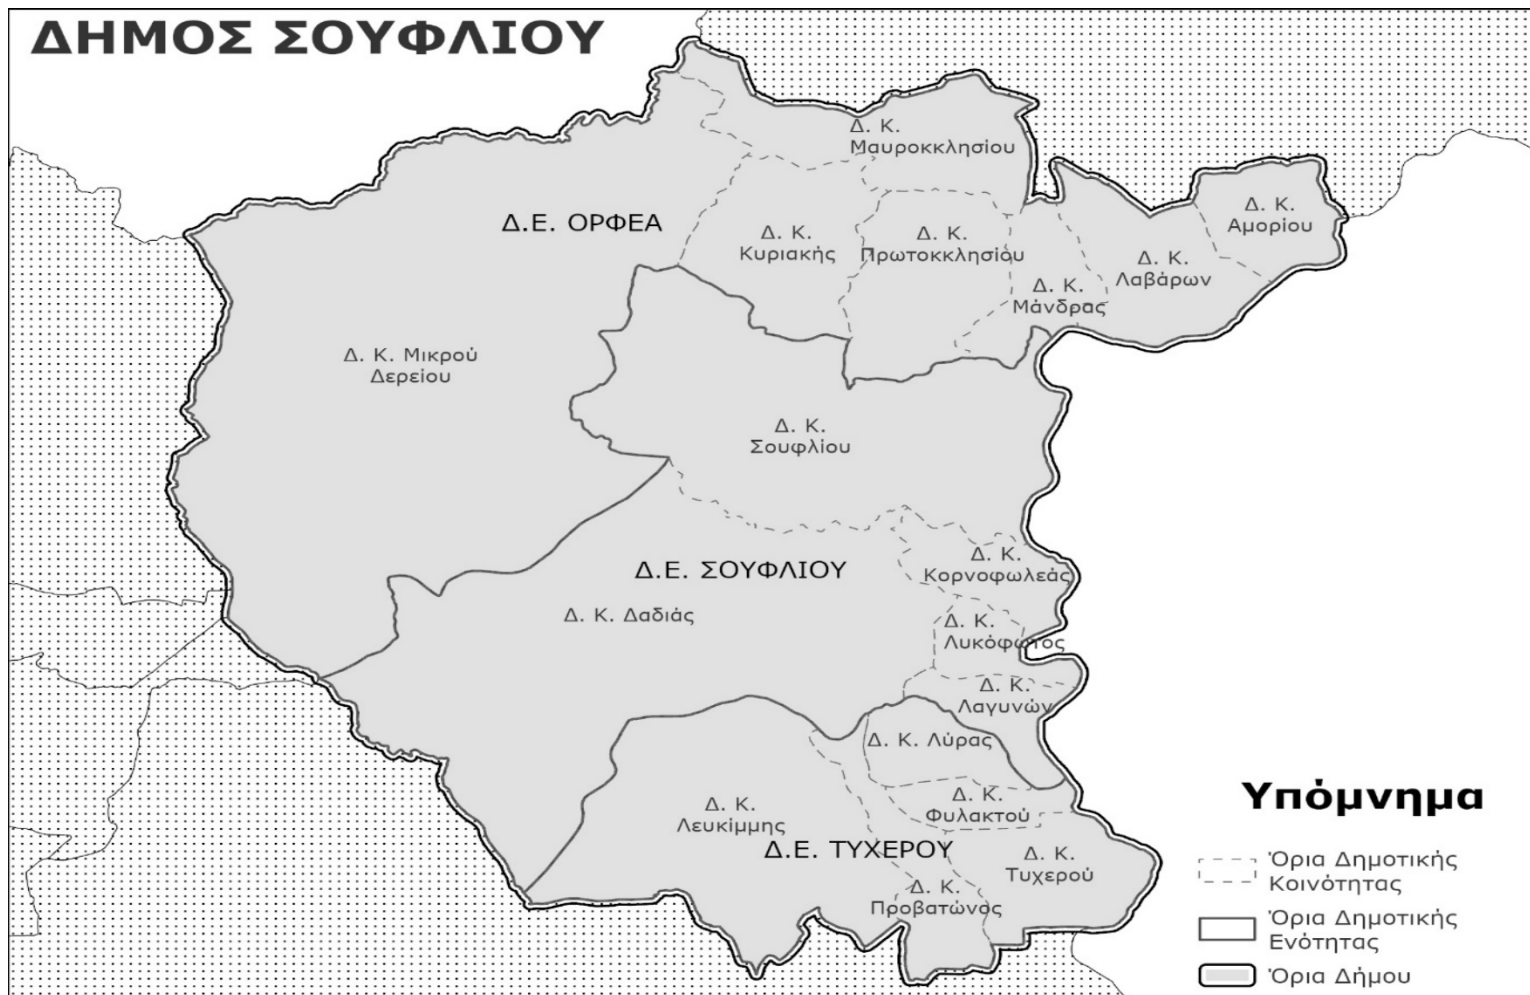 ΔΗΜΟΣ ΣΟΥΦΛΙΟΥ
Δ. Κ.
Μαυροκκλησίου
Δ.Ε. ΟΡΦΕΑ
Δ. Κ.
Κυριακής
Δ. Κ.
Πρωτοκκλησίου
Δ. Κ.
Μάνδρας
Δ. Κ.
Λαβάρων
Δ. Κ.
Αμορίου
Δ. Κ. Μικρού
Δερείου
Δ. Κ.
Σουφλίου
Δ.Ε. ΣΟΥΦΛΙΟΥ
Δ. Κ. Δαδιάς
Δ. Κ.
Κορνοφωλεάς
Δ. Κ.
Λυκόφωτος
Δ. Κ.
Λαγυνών
Δ. Κ. Λύρας
Δ. Κ.
Φυλακτού
Δ. Κ.
Λευκίμμης
Δ.Ε. ΤΥΧΕΡΟΥ
Δ. Κ.
Τυχερού
Δ. Κ.
Προβατώνος
Υπόμνημα
Όρια Δημοτικής
Κοινότητας
Όρια Δημοτικής
Ενότητας
Όρια Δήμου